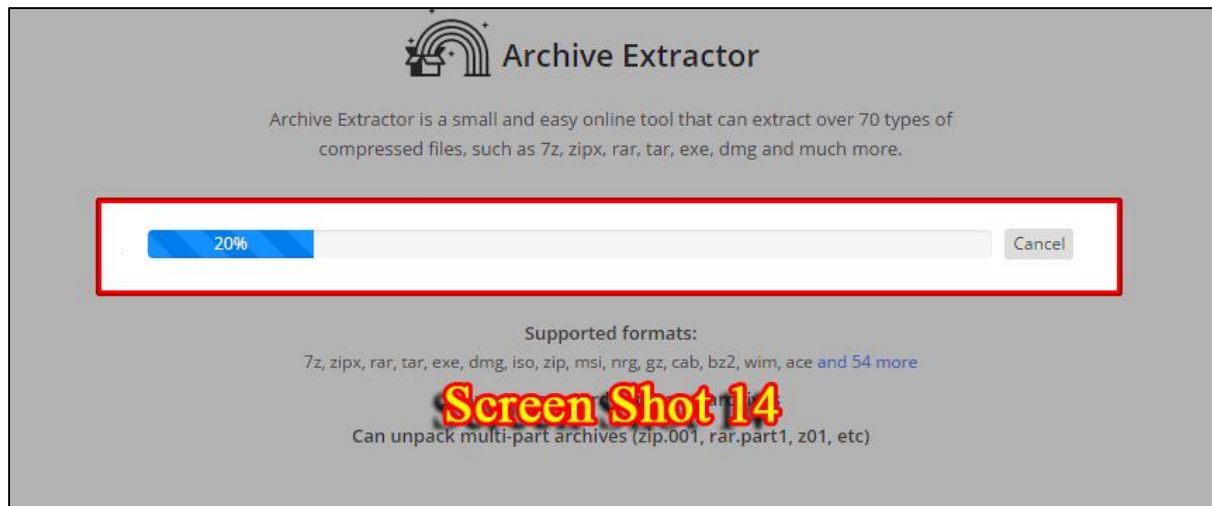 Archive Extractor
Archive Extractor is a small and easy online tool that can extract over 70 types of
compressed files, such as 7z, zipx, rar, tar, exe, dmg and much more.
20%
Cancel
Supported formats:
7z, zipx, rar, tar, exe, dmg, iso, zip, msi, nrg, gz, cab, bz2, wim, ace and 54 more
Screen Shot 14
Can unpack multi-part archives (zip.001, rar.part1, z01, etc)